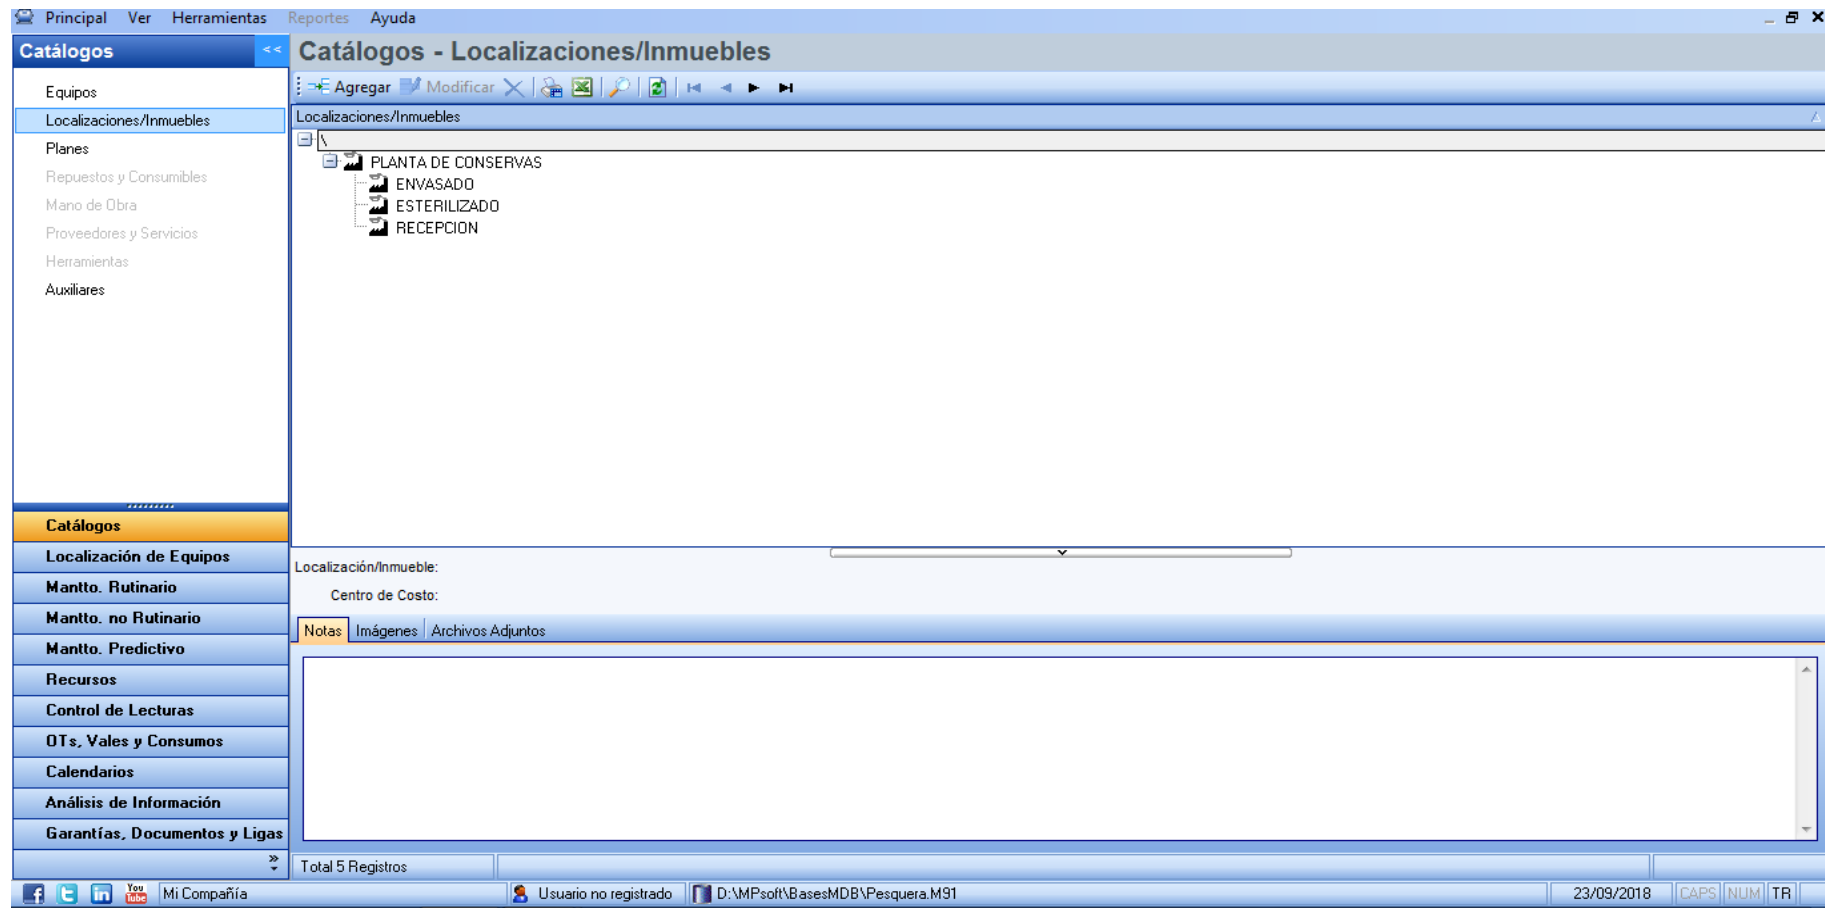 Principal Ver Herramientas Reportes Ayuda
Catálogos <<
Catálogos - Localizaciones/Inmuebles
Agregar Modificar
Equipos
Localizaciones/Inmuebles
Planes
Repuestos y Consumibles
Mano de Obra
Proveedores y Servicios
Herramientas
Auxiliares
Localizaciones/Inmuebles
\
PLANTA DE CONSERVAS
ENVASADO
ESTERILIZADO
RECEPCION
Catálogos
Localización de Equipos
Mantto. Rutinario
Mantto. no Rutinario
Mantto. Predictivo
Recursos
Control de Lecturas
OTs, Vales y Consumos
Calendarios
Análisis de Información
Garantías, Documentos y Ligas
Localización/Inmueble:
Centro de Costo:
Notas Imágenes Archivos Adjuntos
Total 5 Registros
You Tube Mi Compañía Usuario no registrado D:\MPsoft\BasesMDB\Pesquera.M91 23/09/2018 CAPS NUM TR